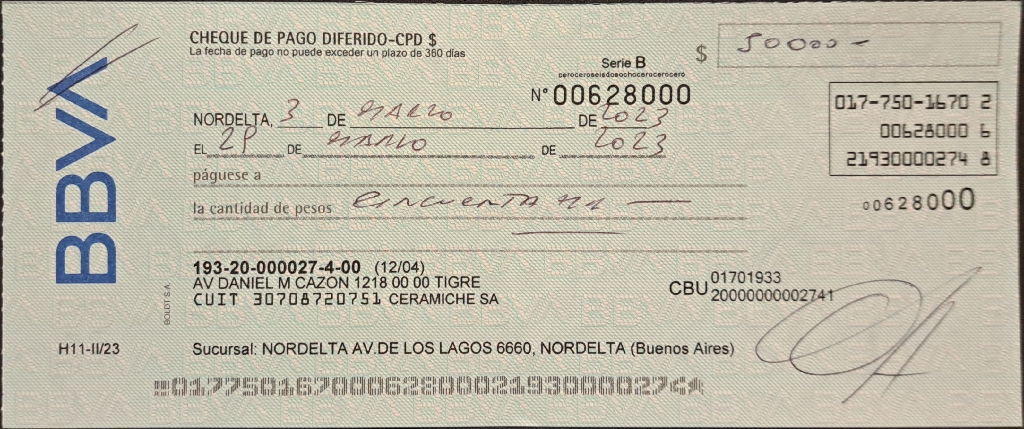 BBVA
CHEQUE DE PAGO DIFERIDO-CPD $
La fecha de pago no puede exceder un plazo de 360 días
$ 50000 -
Serie B
ceroceroseisdosochocerocerocero
N° 00628000
017-750-1670 2
00628000 6
21930000274 8
NORDELTA, 3 DE MARZO DE 2023
EL 29 DE MARZO DE 2023
páguese a
la cantidad de pesos CINCUENTA MIL
00628000
193-20-000027-4-00 (12/04)
AV DANIEL M CAZON 1218 00 00 TIGRE
CUIT 30708720751 CERAMICHE SA
CBU 01701933
20000000002741
BOLDT S.A.
H11-II/23
Sucursal: NORDELTA AV.DE LOS LAGOS 6660, NORDELTA (Buenos Aires)
01775016700062800021930000274